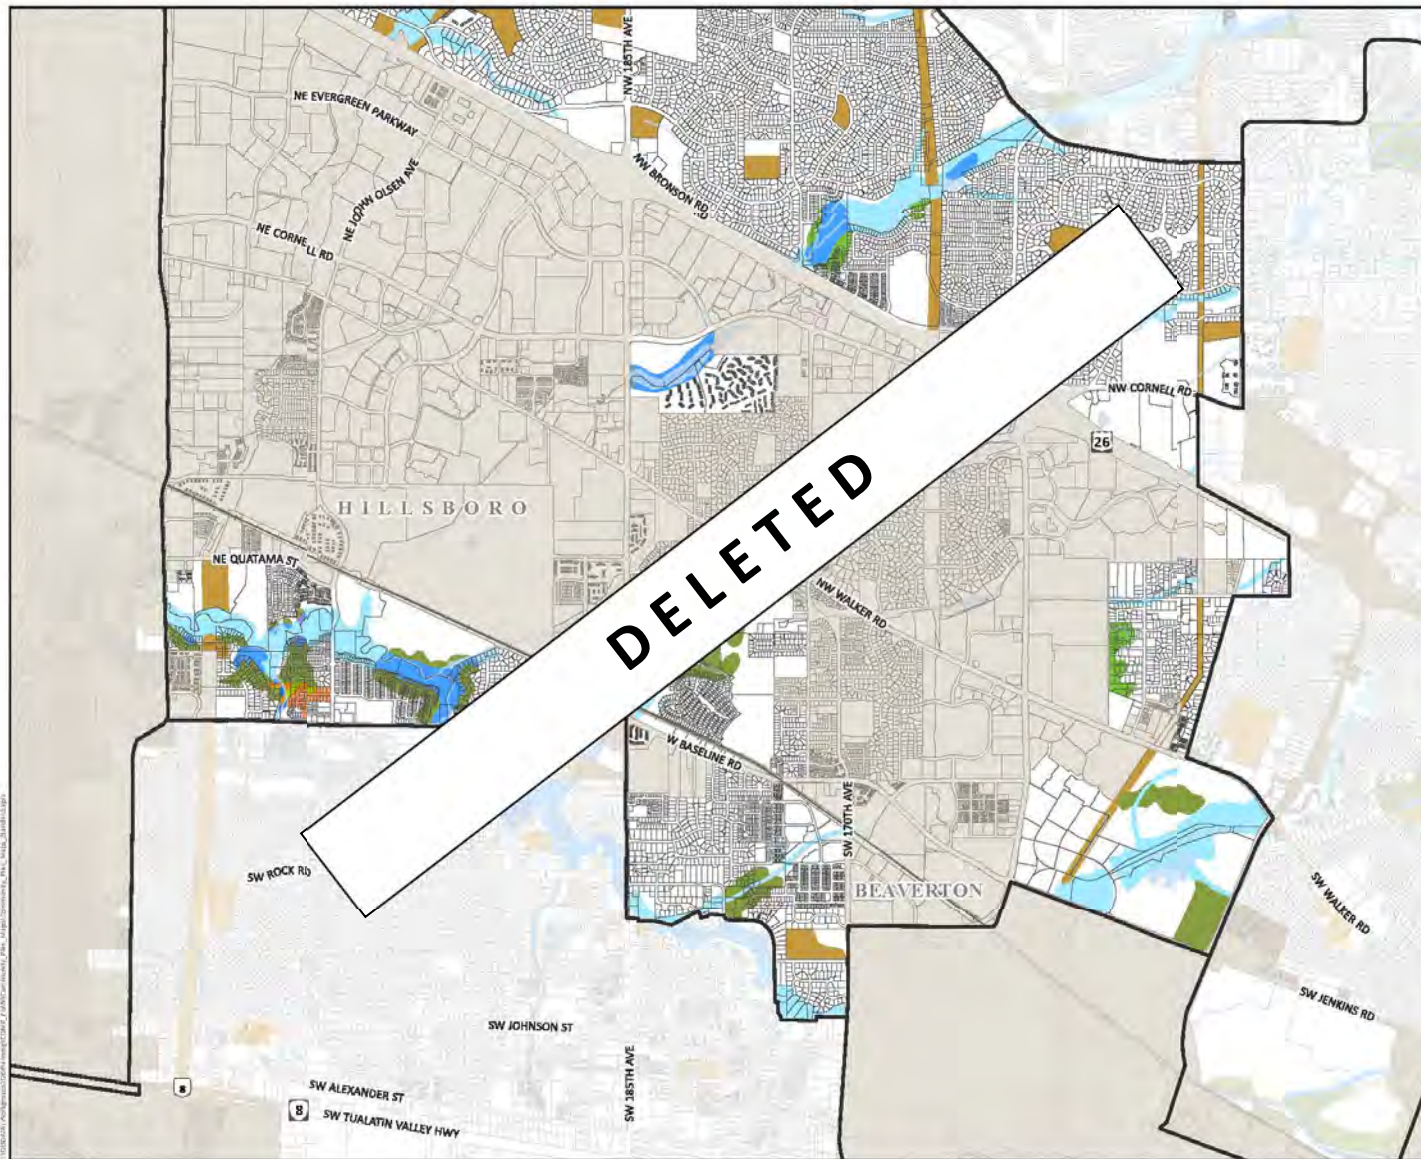 NW 185TH AVE
NE EVERGREEN PARKWAY
NE JOHN OLSEN AVE
NW BRONSON RD
NE CORNELL RD
NW CORNELL RD
26
HILLSBORO
DELETED
NE QUATAMA ST
NW WALKER RD
W BASELINE RD
SW 170TH AVE
SW ROCK RD
BEAVERTON
SW WALKER RD
SW JENKINS RD
SW JOHNSON ST
SW 185TH AVE
8
SW ALEXANDER ST
8
SW TUALATIN VALLEY HWY